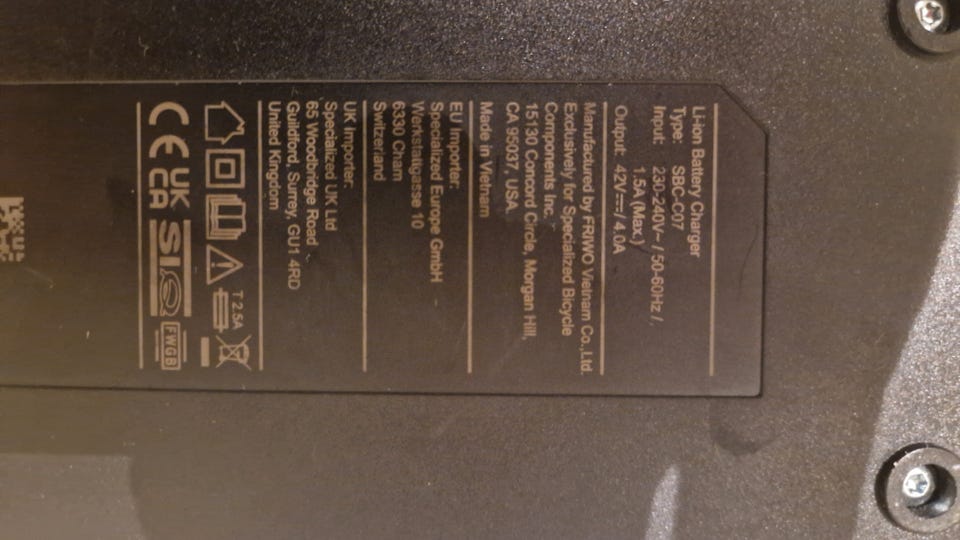 Li-ion Battery Charger
Type: SBC-C07
Input: 230-240V~ / 50-60Hz /
1.5A (Max.)
Output: 42V⎓/ 4.0A
Manufactured by FRIWO Vietnam Co.,Ltd.
Exclusively for Specialized Bicycle
Components Inc.
15130 Concord Circle, Morgan Hill,
CA 95037, USA
Made in Vietnam
EU Importer:
Specialized Europe GmbH
Werkstattgasse 10
6330 Cham
Switzerland
UK Importer:
Specialized UK Ltd
65 Woodbridge Road
Guildford, Surrey, GU1 4RD
United Kingdom
T 2.5A
CE UK CA SI FWGB